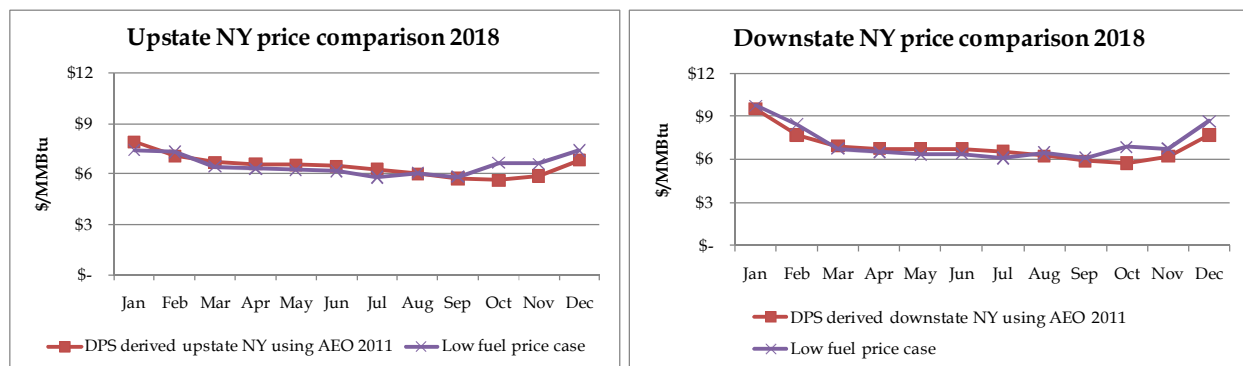 Upstate NY price comparison 2018
$12
$9
$6
$3
$-
$/MMBtu
Jan Feb Mar Apr May Jun Jul Aug Sep Oct Nov Dec
DPS derived upstate NY using AEO 2011
Low fuel price case
Downstate NY price comparison 2018
$12
$9
$6
$3
$-
$/MMBtu
Jan Feb Mar Apr May Jun Jul Aug Sep Oct Nov Dec
DPS derived downstate NY using AEO 2011
Low fuel price case